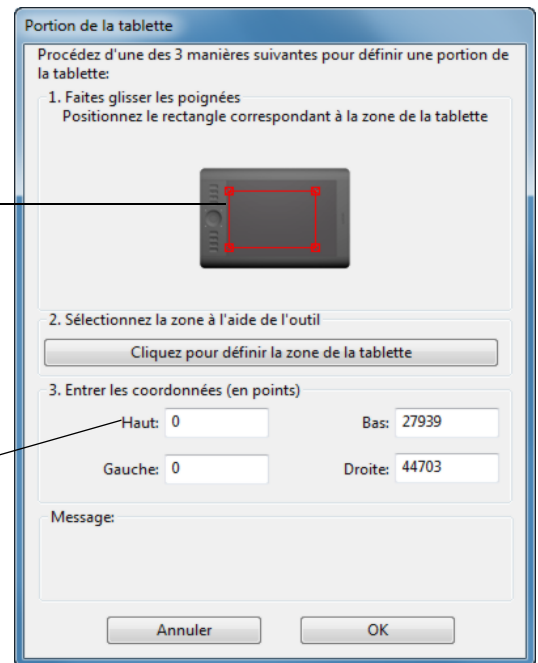 Portion de la tablette
Procédez d'une des 3 manières suivantes pour définir une portion de
la tablette:
1. Faites glisser les poignées
Positionnez le rectangle correspondant à la zone de la tablette
2. Sélectionnez la zone à l'aide de l'outil
Cliquez pour définir la zone de la tablette
3. Entrer les coordonnées (en points)
Haut: 0 Bas: 27939
Gauche: 0 Droite: 44703
Message:
Annuler OK